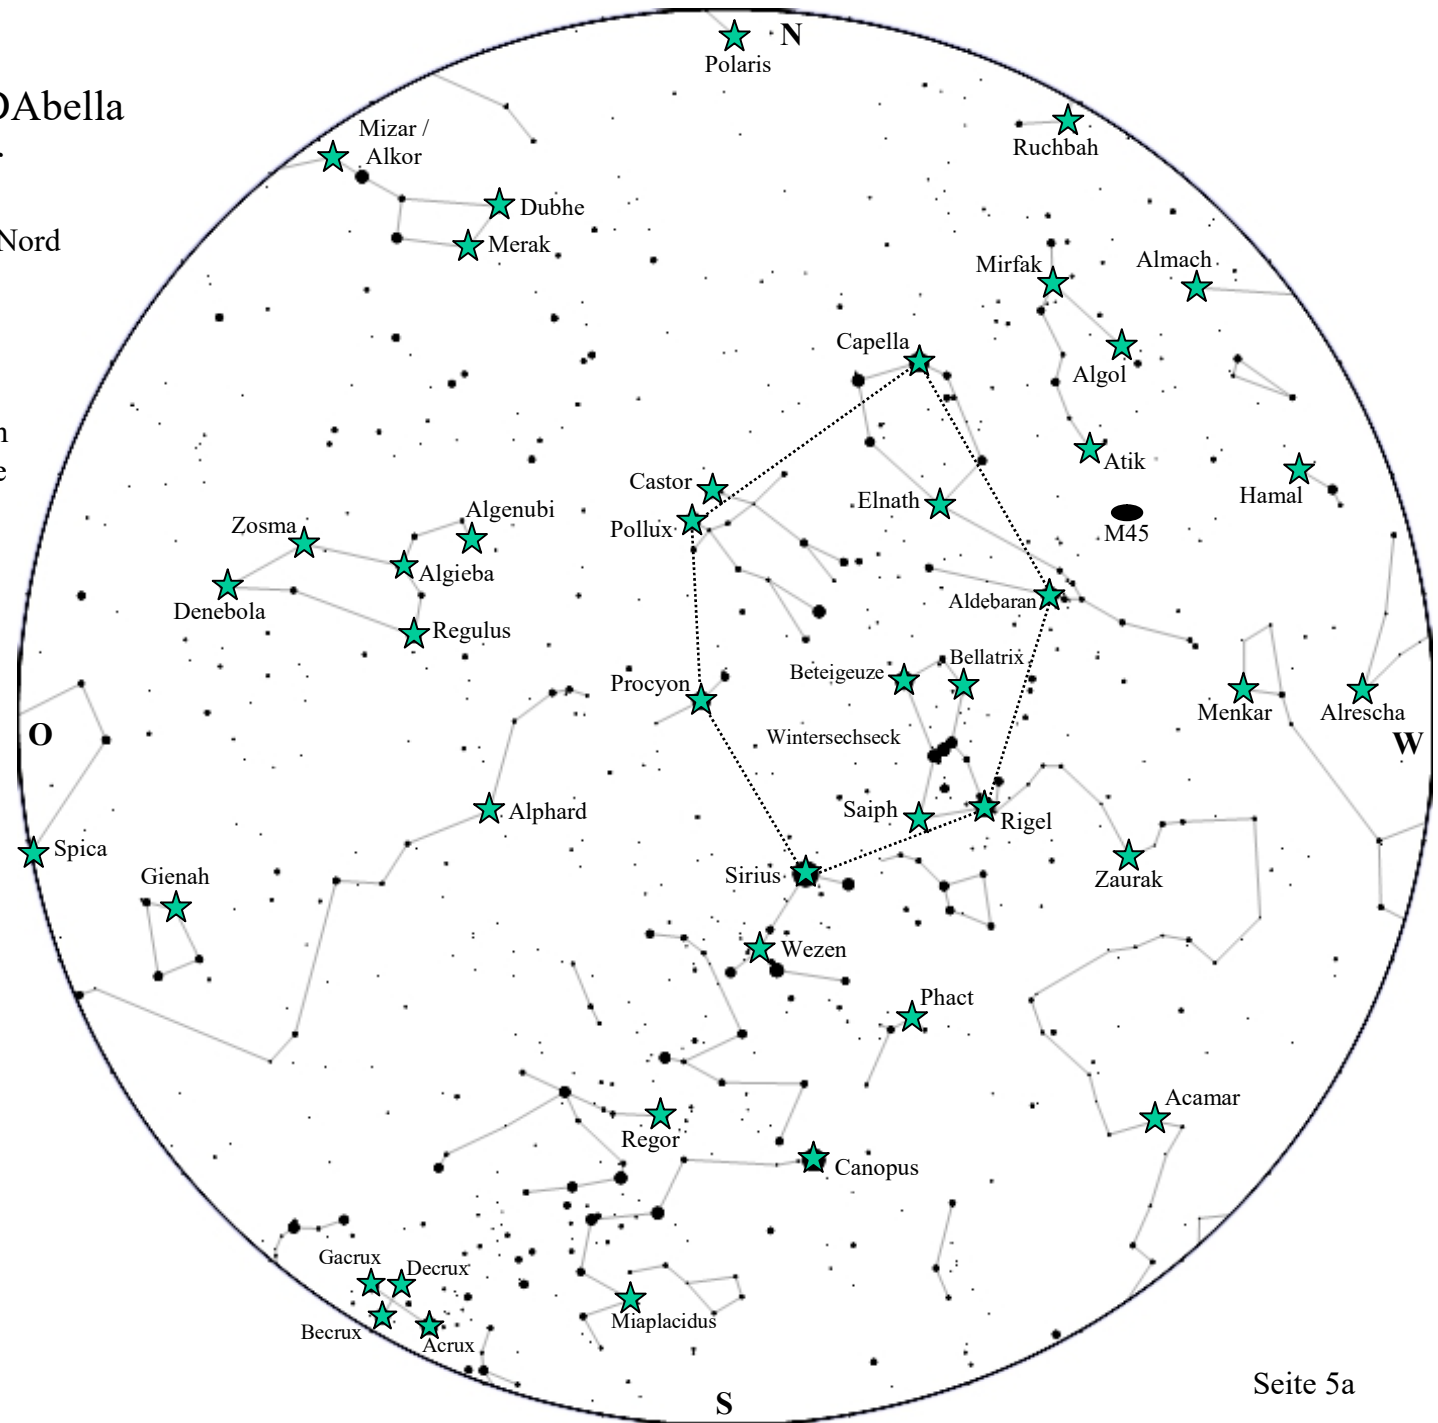 N
Polaris
DAbella
Mizar /
Alkor
Ruchbah
Dubhe
Nord
Merak
Mirfak
Almach
Capella
Algol
n
Atik
e
Castor
Hamal
Elnath
Algenubi
Zosma
Pollux
M45
Algieba
Aldebaran
Denebola
Regulus
Bellatrix
Beteigeuze
Procyon
Menkar
Alrescha
O
Wintersechseck
W
Alphard
Saiph
Rigel
Spica
Gienah
Sirius
Zaurak
Wezen
Phact
Acamar
Regor
Canopus
Gacrux
Decrux
Miaplacidus
Becrux
Acrux
Seite 5a
S